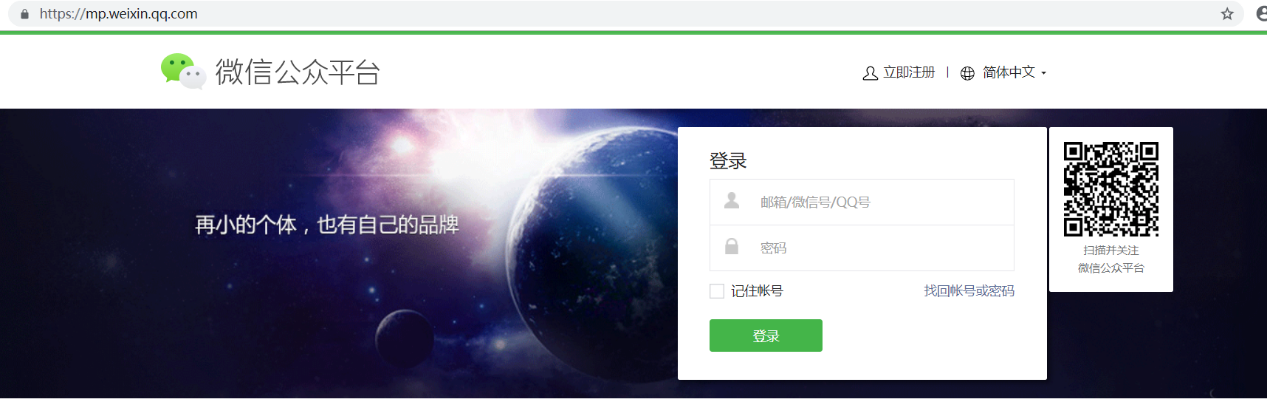 https://mp.weixin.qq.com
微信公众平台
立即注册 | 简体中文
登录
邮箱/微信号/QQ号
再小的个体，也有自己的品牌
密码
扫描并关注
微信公众平台
记住帐号
找回帐号或密码
登录